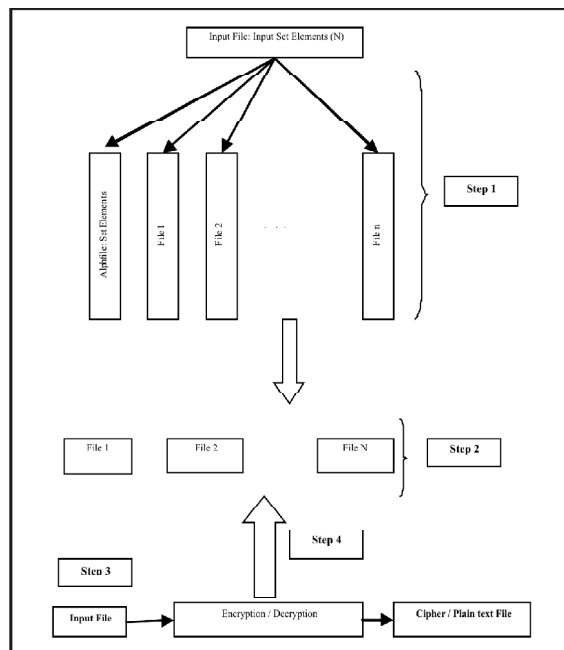 Input File: Input Set Elements (N)
Alphfile: Set Elements
File 1
File 2
. . .
File n
Step 1
File 1
File 2
File N
Step 2
Step 4
Step 3
Input File
Encryption / Decryption
Cipher / Plain text File